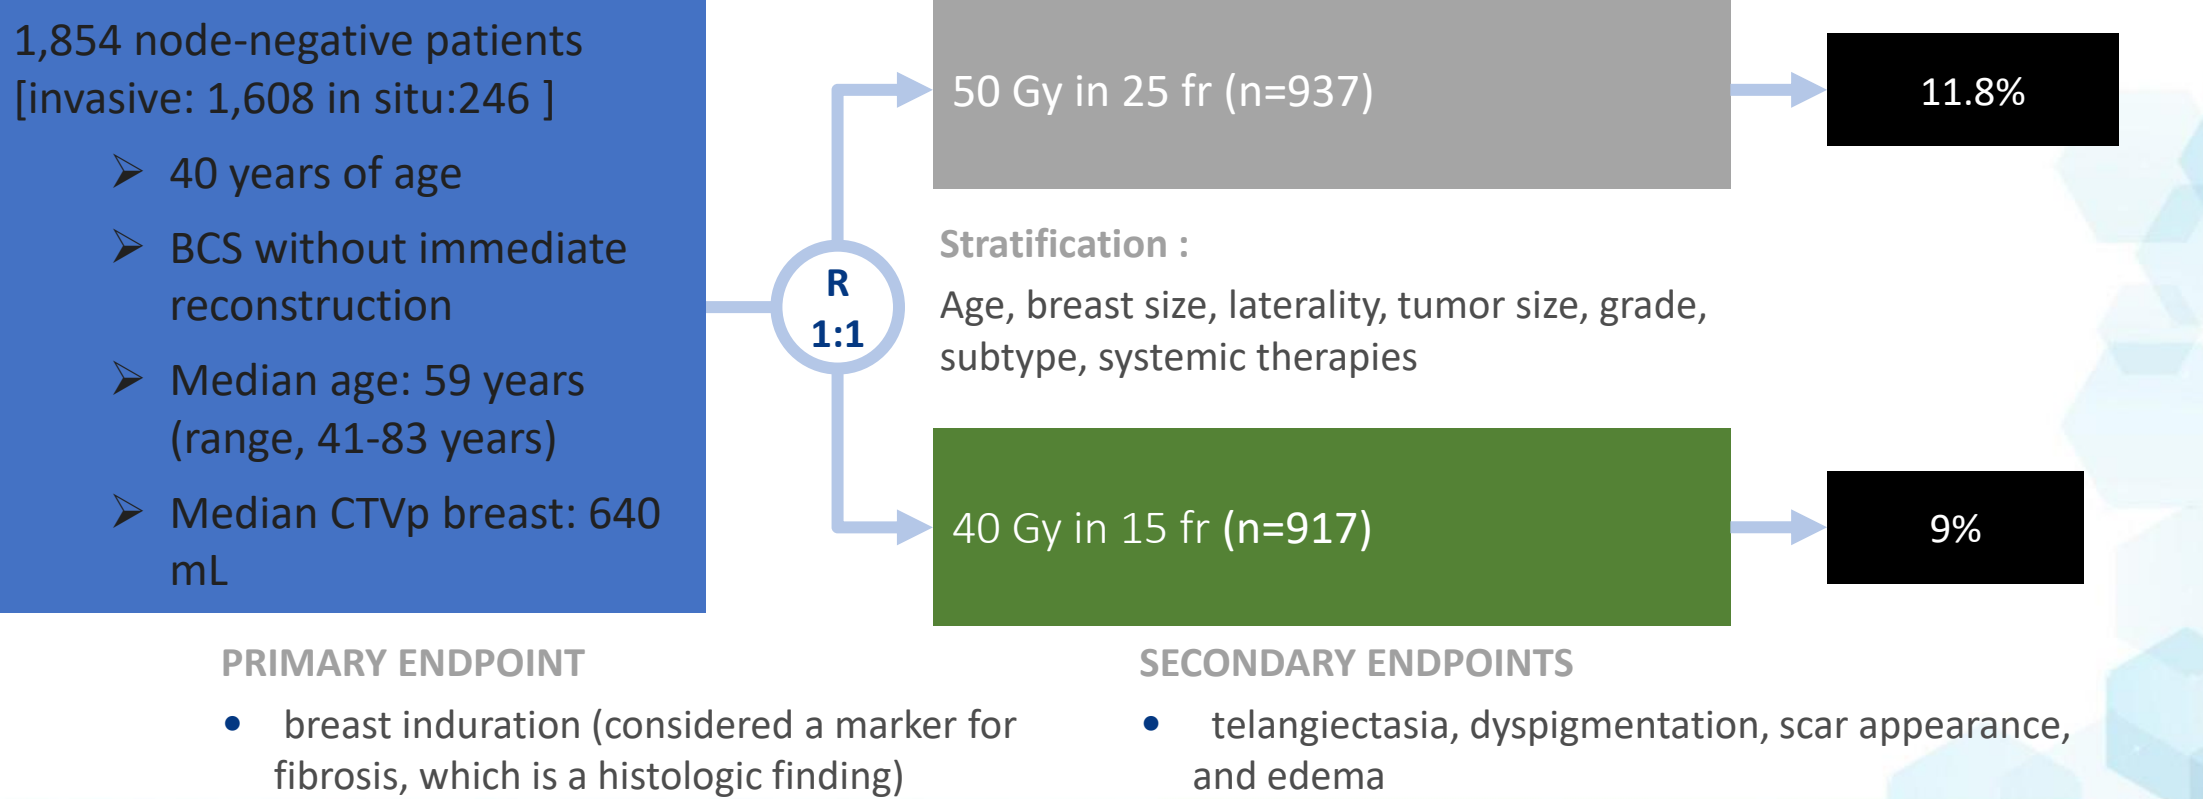 1,854 node-negative patients
[invasive: 1,608 in situ:246 ]
➢ 40 years of age
➢ BCS without immediate
reconstruction
➢ Median age: 59 years
(range, 41-83 years)
➢ Median CTVp breast: 640
mL
R
1:1
50 Gy in 25 fr (n=937)
11.8%
Stratification :
Age, breast size, laterality, tumor size, grade,
subtype, systemic therapies
40 Gy in 15 fr (n=917)
9%
PRIMARY ENDPOINT
• breast induration (considered a marker for
fibrosis, which is a histologic finding)
SECONDARY ENDPOINTS
• telangiectasia, dyspigmentation, scar appearance,
and edema